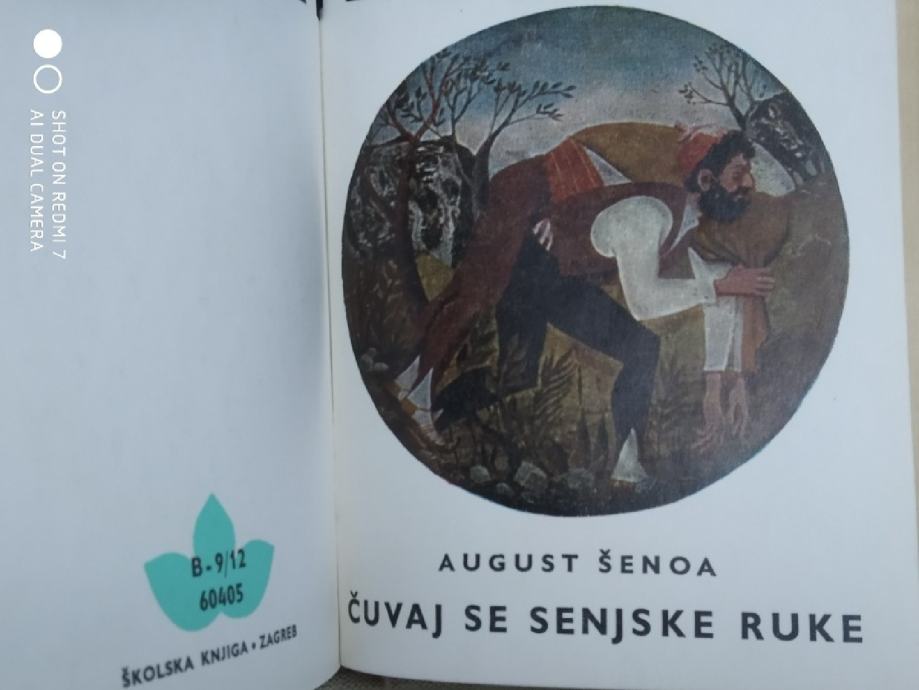 SHOT ON REDMI 7
AI DUAL CAMERA
B-9/12
60405
ŠKOLSKA KNJIGA • ZAGREB
AUGUST ŠENOA
ČUVAJ SE SENJSKE RUKE